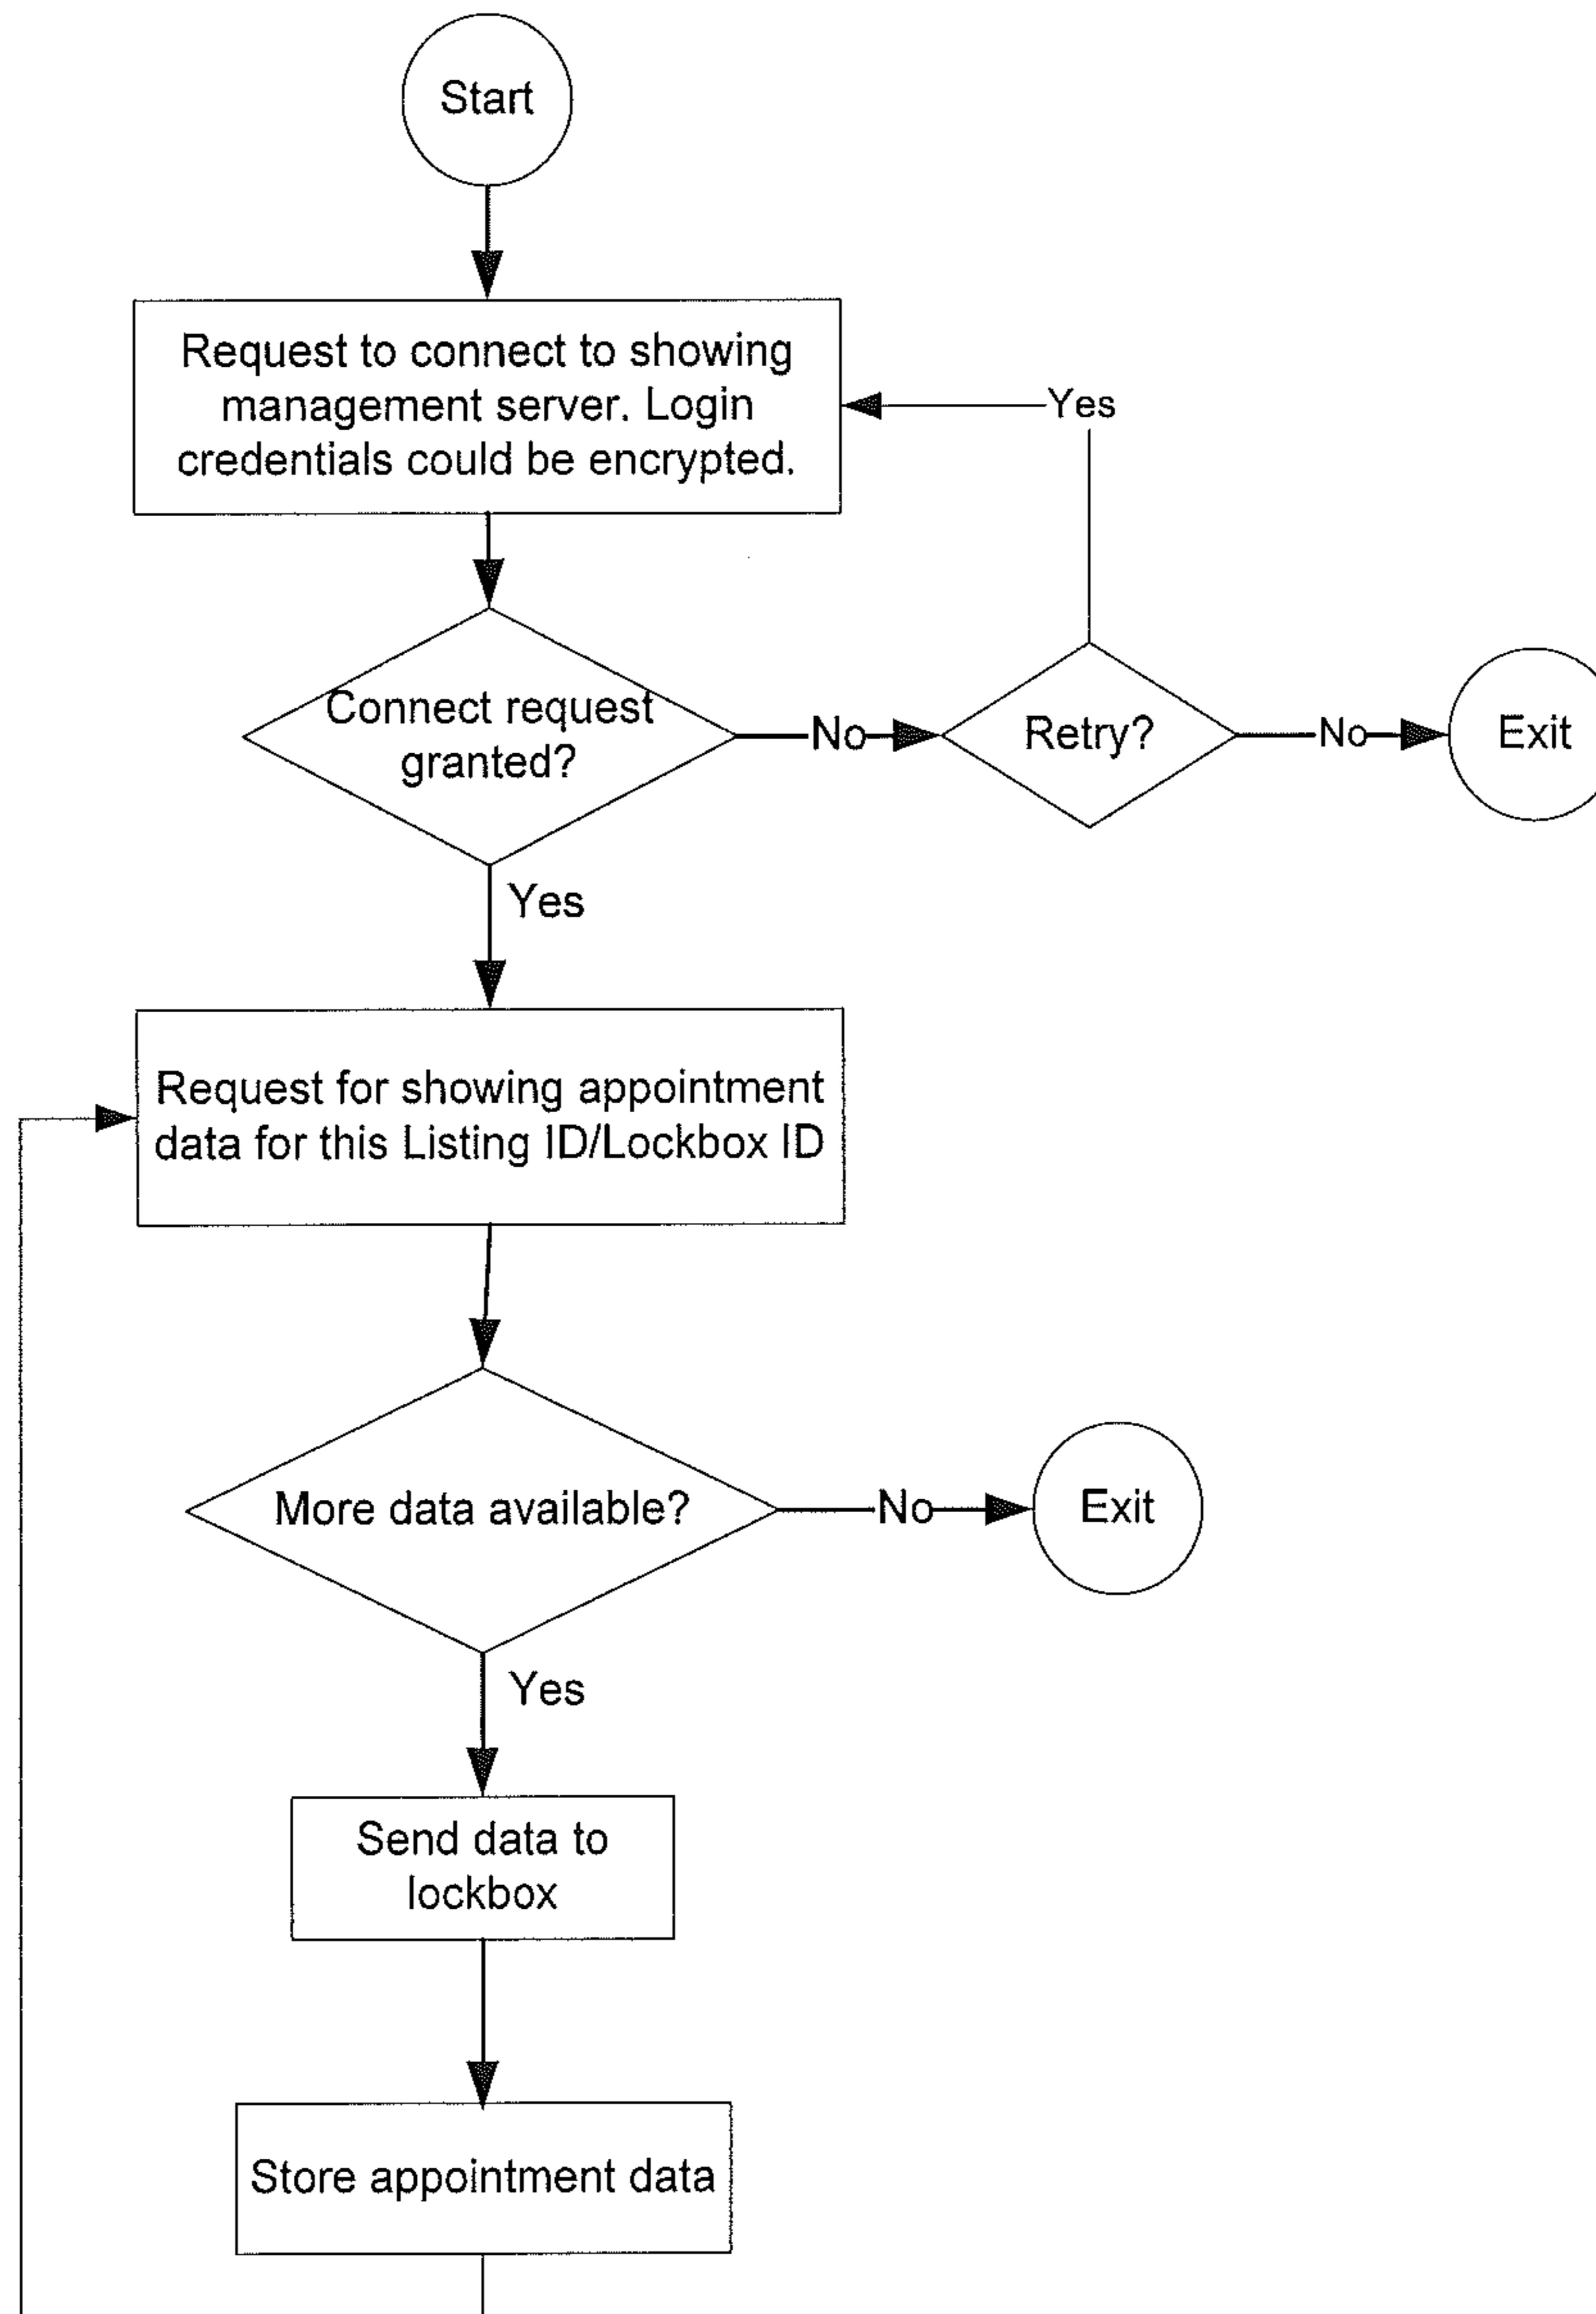 Start
Request to connect to showing
management server. Login
credentials could be encrypted.
Yes
Connect request
granted?
No
Retry?
No
Exit
Yes
Request for showing appointment
data for this Listing ID/Lockbox ID
More data available?
No
Exit
Yes
Send data to
lockbox
Store appointment data